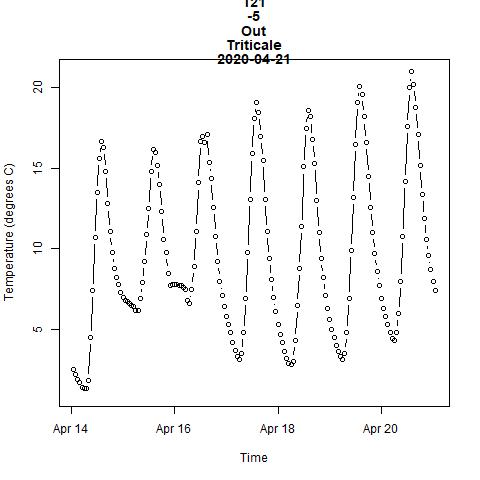 121
-5
Out
Triticale
2020-04-21
Temperature (degrees C)
20
15
10
5
Apr 14
Apr 16
Apr 18
Apr 20
Time